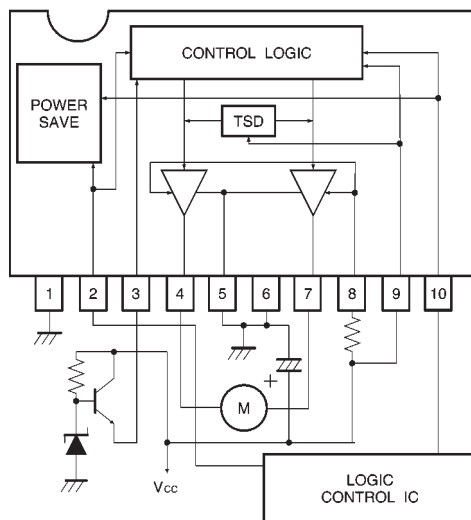 CONTROL LOGIC
POWER
SAVE
TSD
1 2 3 4 5 6 7 8 9 10
+
M
VCC
LOGIC
CONTROL IC